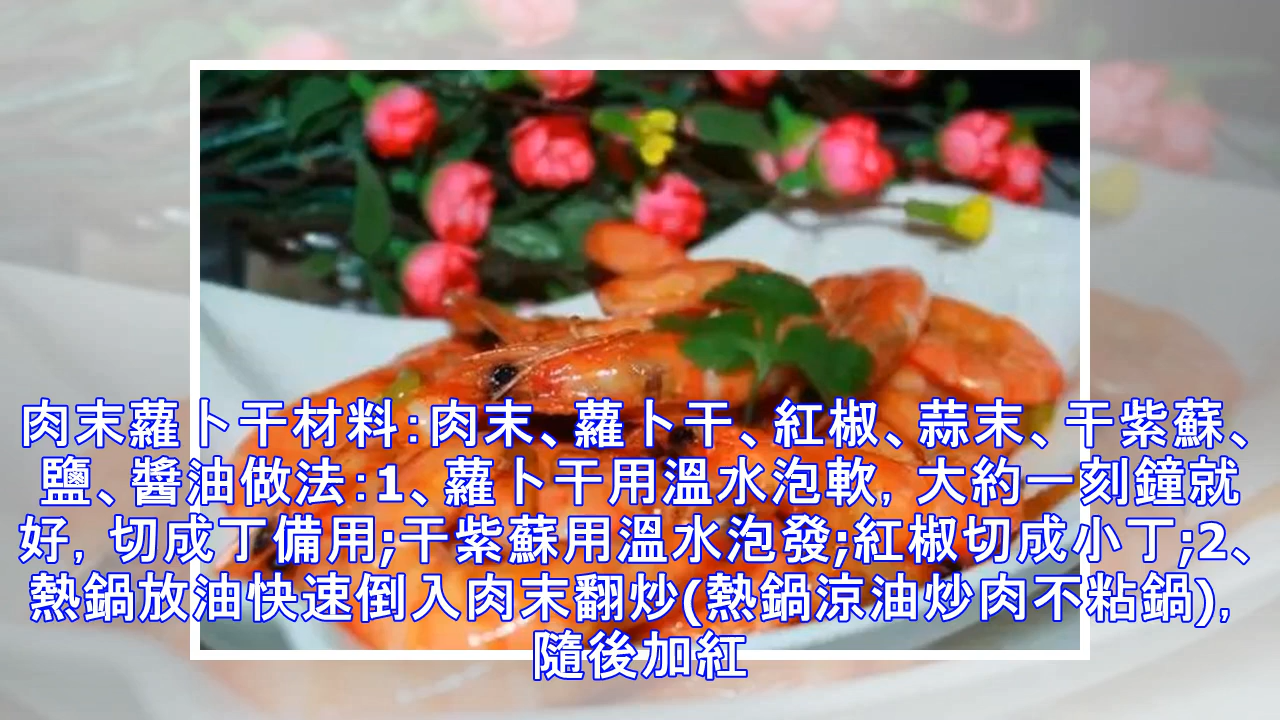 肉末蘿卜干材料:肉末、蘿卜干、紅椒、蒜末、干紫蘇、
鹽、醬油做法:1、蘿卜干用溫水泡軟, 大約一刻鐘就
好, 切成丁備用;干紫蘇用溫水泡發;紅椒切成小丁;2、
熱鍋放油快速倒入肉末翻炒(熱鍋涼油炒肉不粘鍋),
隨後加紅